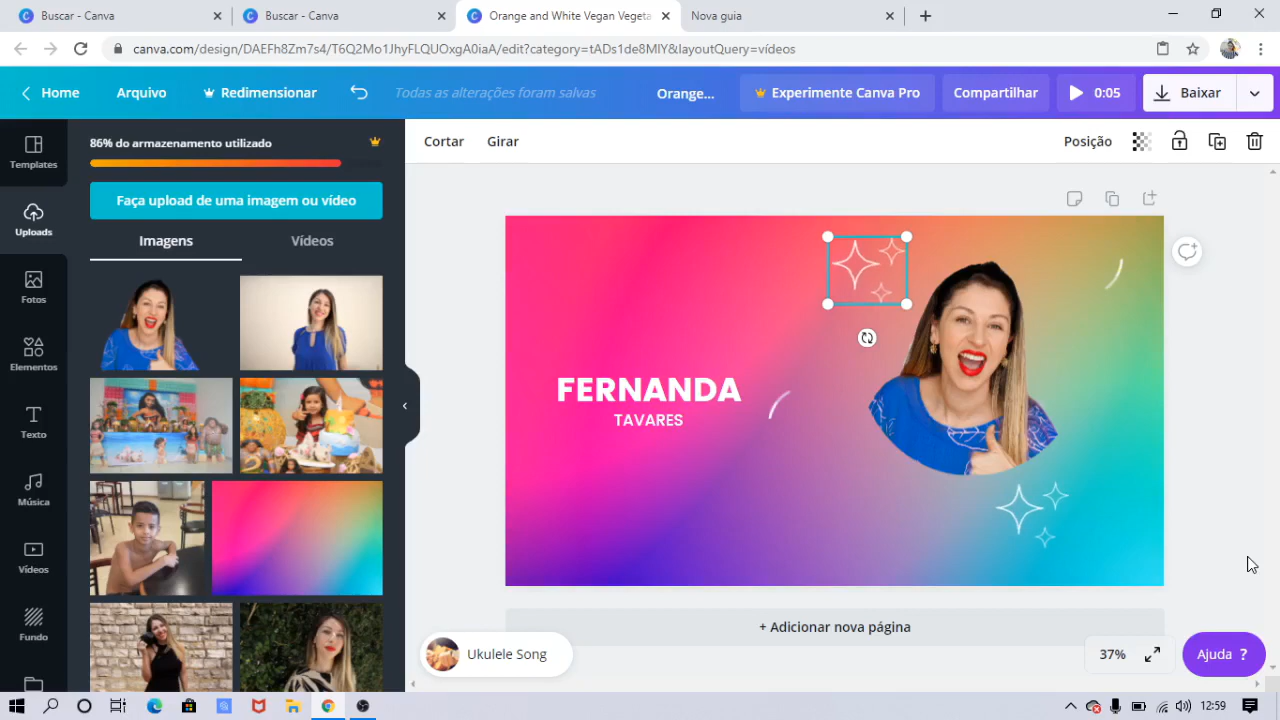 Buscar - Canva
Buscar - Canva
Orange and White Vegan Vegeta
Nova guia
canva.com/design/DAEFh8Zm7s4/T6Q2Mo1JhyFLQUOxgA0iaA/edit?category=tADs1de8MIY&layoutQuery=vídeos
Home
Arquivo
Redimensionar
Todas as alterações foram salvas
Orange...
Experimente Canva Pro
Compartilhar
0:05
Baixar
Templates
Uploads
Fotos
Elementos
Texto
Música
Vídeos
Fundo
86% do armazenamento utilizado
Faça upload de uma imagem ou vídeo
Imagens
Vídeos
Cortar
Girar
Posição
FERNANDA
TAVARES
+ Adicionar nova página
Ukulele Song
37%
Ajuda ?
12:59